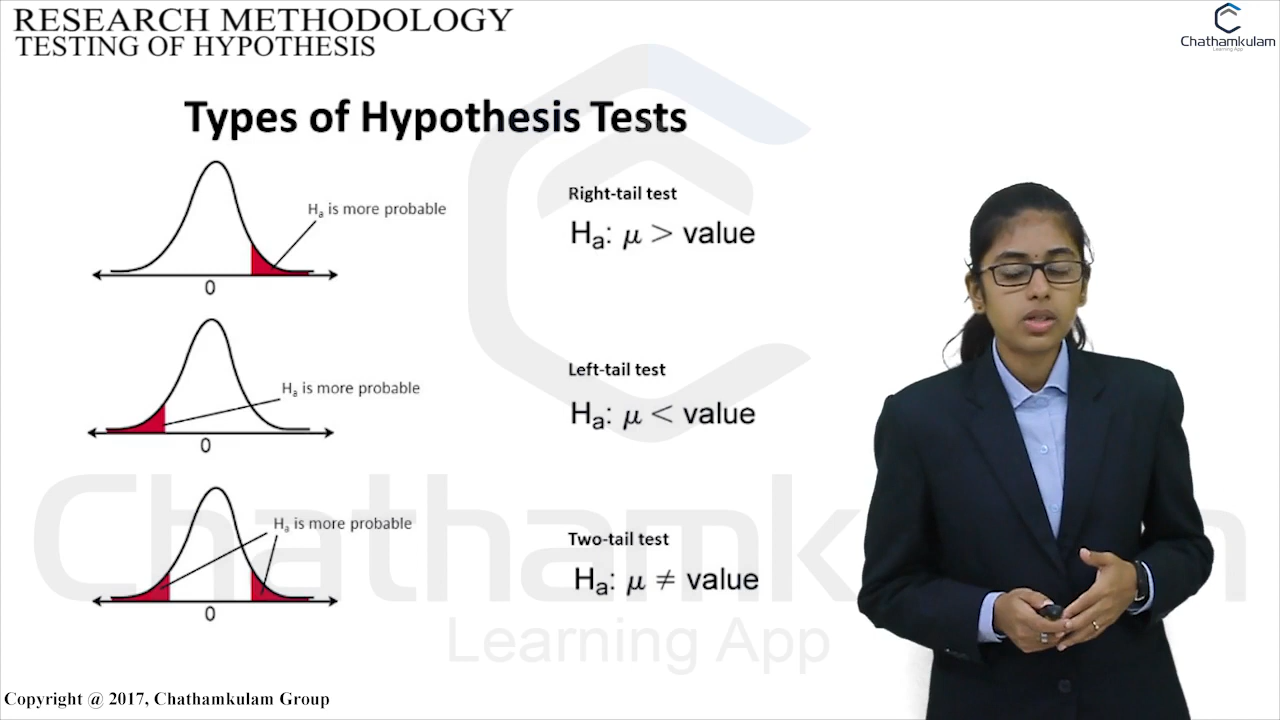 RESEARCH METHODOLOGY
TESTING OF HYPOTHESIS
Chathamkulam
Learning App
Types of Hypothesis Tests
Hₐ is more probable
0
Right-tail test
Hₐ: μ > value
Hₐ is more probable
0
Left-tail test
Hₐ: μ < value
Hₐ is more probable
0
Two-tail test
Hₐ: μ ≠ value
Chathamkulam
Learning App
Copyright @ 2017, Chathamkulam Group